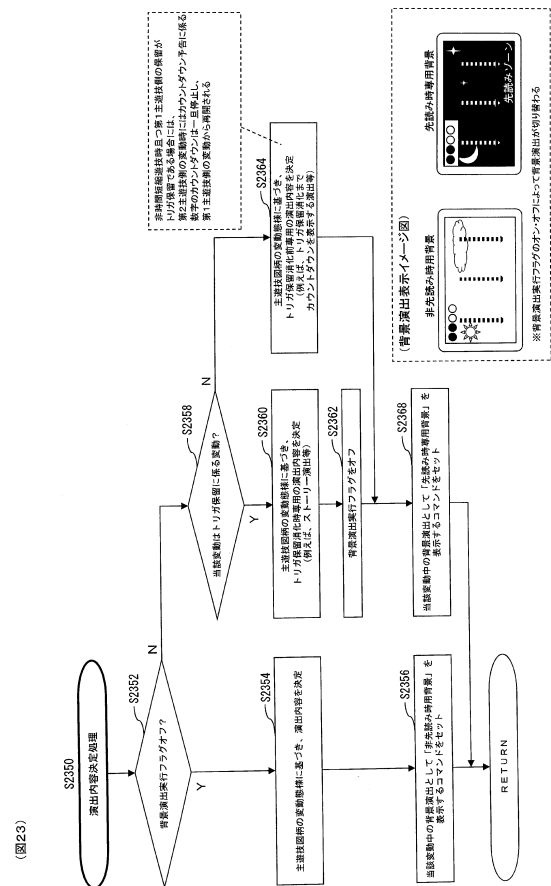 (図23)
S2350
演出内容決定処理
S2352
背景演出実行フラグオフ?
Y
N
S2354
主遊技図柄の変動態様に基づき、演出内容を決定
S2356
当該変動中の背景演出として「非先読み時用背景」を
表示するコマンドをセット
RETURN
S2358
当該変動はトリガ保留に係る変動?
Y
N
S2360
主遊技図柄の変動態様に基づき、
トリガ保留消化時専用の演出内容を決定
(例えば、ストーリー演出等)
S2362
背景演出実行フラグをオフ
S2368
当該変動中の背景演出として「先読み時専用背景」を
表示するコマンドをセット
S2364
主遊技図柄の変動態様に基づき、
トリガ保留消化前専用の演出内容を決定
(例えば、トリガ保留消化まで
カウントダウンを表示する演出等)
非時間短縮遊技時且つ第1主遊技側の保留が
トリガ保留である場合には、
第2主遊技側の変動時にはカウントダウン予告に係る
数字のカウントダウンは一旦停止し、
第1主遊技側の変動から再開される
(背景演出表示イメージ図)
非先読み時用背景
先読み時専用背景
先読みゾーン
※背景演出実行フラグのオン・オフによって背景演出が切り替わる